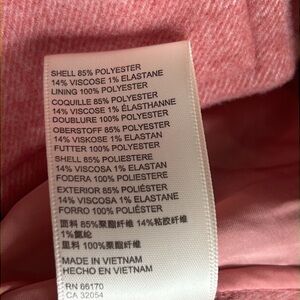 SHELL 85% POLYESTER
14% VISCOSE 1% ELASTANE
LINING 100% POLYESTER
COQUILLE 85% POLYESTER
14% VISCOSE 1% ÉLASTHANNE
DOUBLURE 100% POLYESTER
OBERSTOFF 85% POLYESTER
14% VISKOSE 1% ELASTAN
FUTTER 100% POLYESTER
SHELL 85% POLIESTERE
14% VISCOSA 1% ELASTAN
FODERA 100% POLIESTERE
EXTERIOR 85% POLIÉSTER
14% VISCOSA 1% ELASTANO
FORRO 100% POLIÉSTER
面料 85%聚酯纤维 14%粘胶纤维
1%氨纶
里料 100%聚酯纤维
MADE IN VIETNAM
HECHO EN VIETNAM
RN 66170
CA 32054